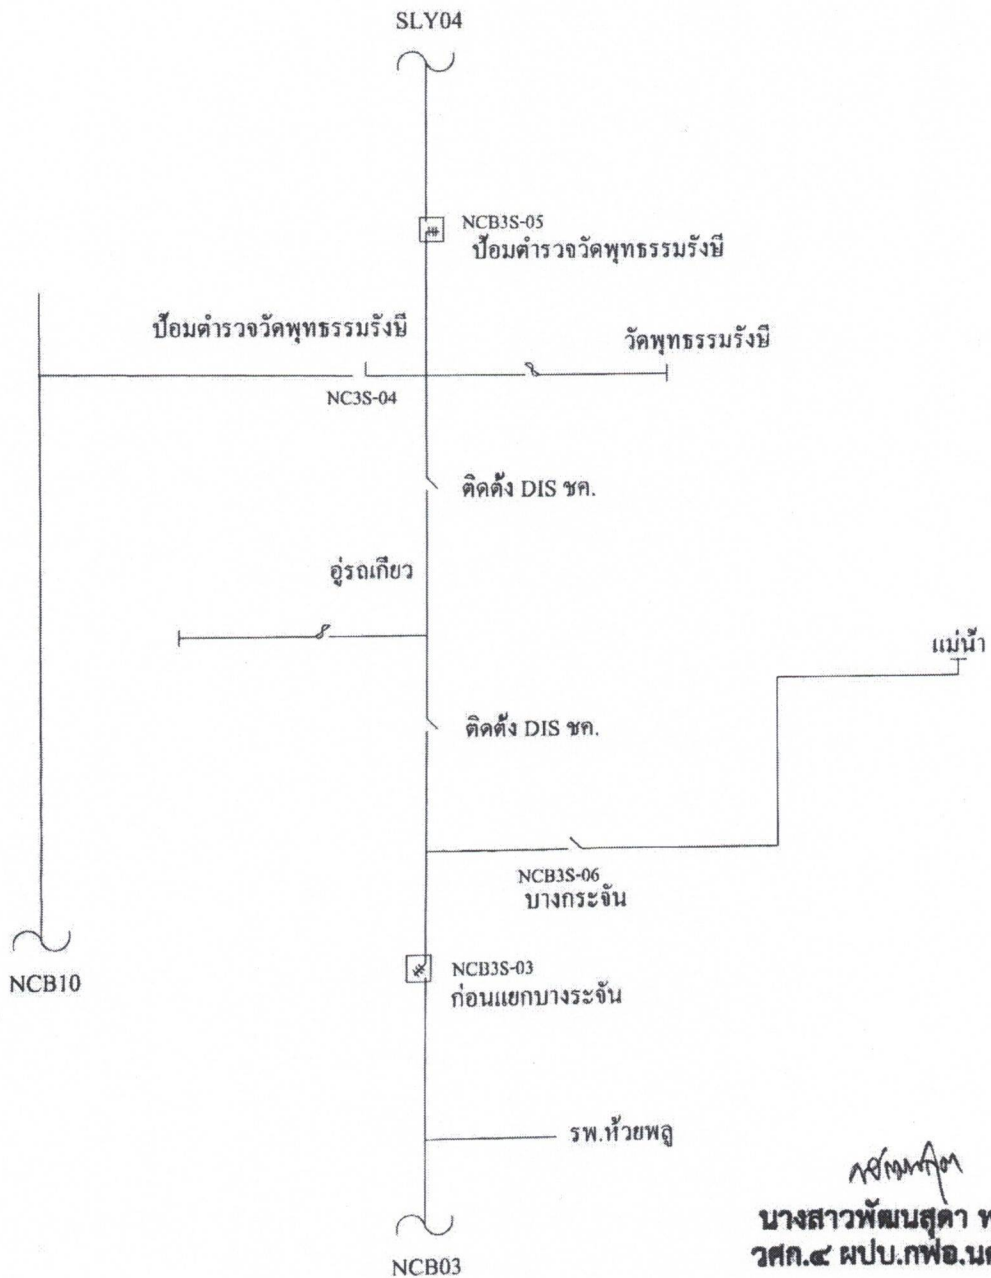 SLY04
NCB3S-05
ป้อมตำรวจวัดพุทธธรรมรังษี
ป้อมตำรวจวัดพุทธธรรมรังษี
วัดพุทธธรรมรังษี
NC3S-04
ติดตั้ง DIS ชค.
อู่รถเกียว
แม่น้ำ
ติดตั้ง DIS ชค.
NCB3S-06
บางกระจัน
NCB10
NCB3S-03
ก่อนแยกบางระจัน
รพ.ห้วยพลู
นางสาวพัฒนสุดา
วศก.๔ ผปบ.กฟอ.
NCB03